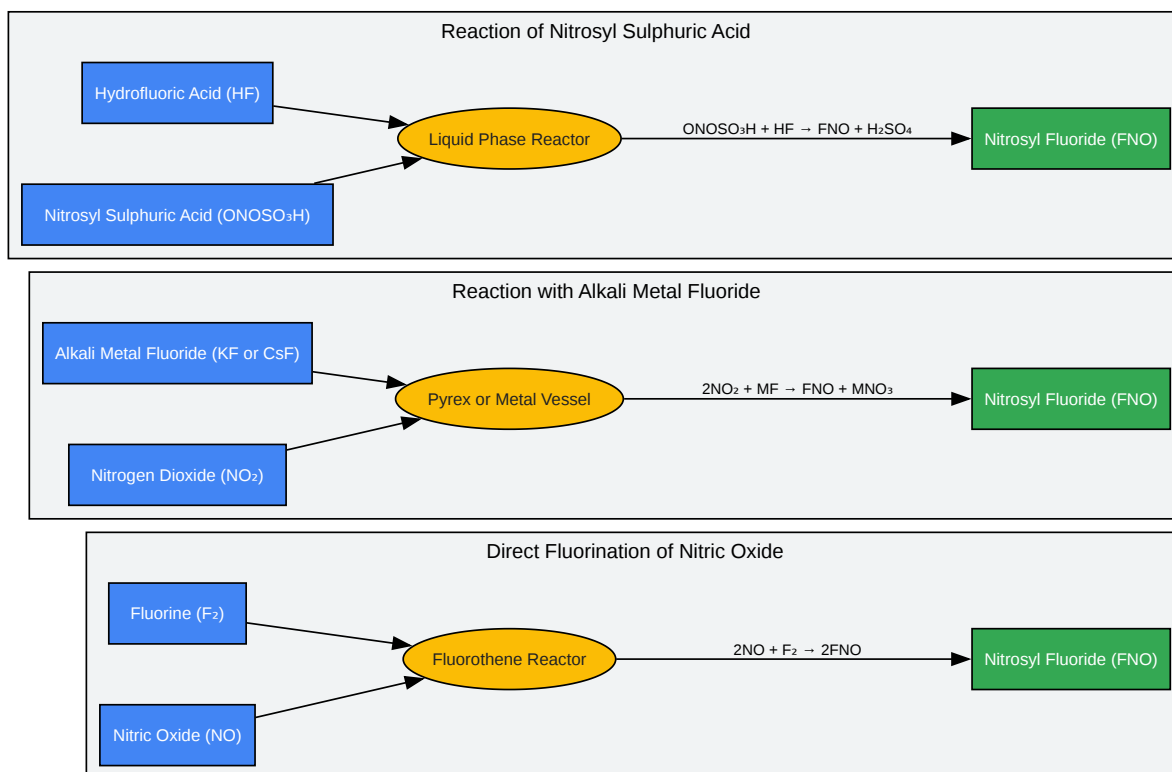 Reaction of Nitrosyl Sulphuric Acid
Hydrofluoric Acid (HF)
Liquid Phase Reactor
ONOSO₃H + HF → FNO + H₂SO₄
Nitrosyl Fluoride (FNO)
Nitrosyl Sulphuric Acid (ONOSO₃H)
Reaction with Alkali Metal Fluoride
Alkali Metal Fluoride (KF or CsF)
Pyrex or Metal Vessel
2NO₂ + MF → FNO + MNO₃
Nitrosyl Fluoride (FNO)
Nitrogen Dioxide (NO₂)
Direct Fluorination of Nitric Oxide
Fluorine (F₂)
Fluorothene Reactor
2NO + F₂ → 2FNO
Nitrosyl Fluoride (FNO)
Nitric Oxide (NO)